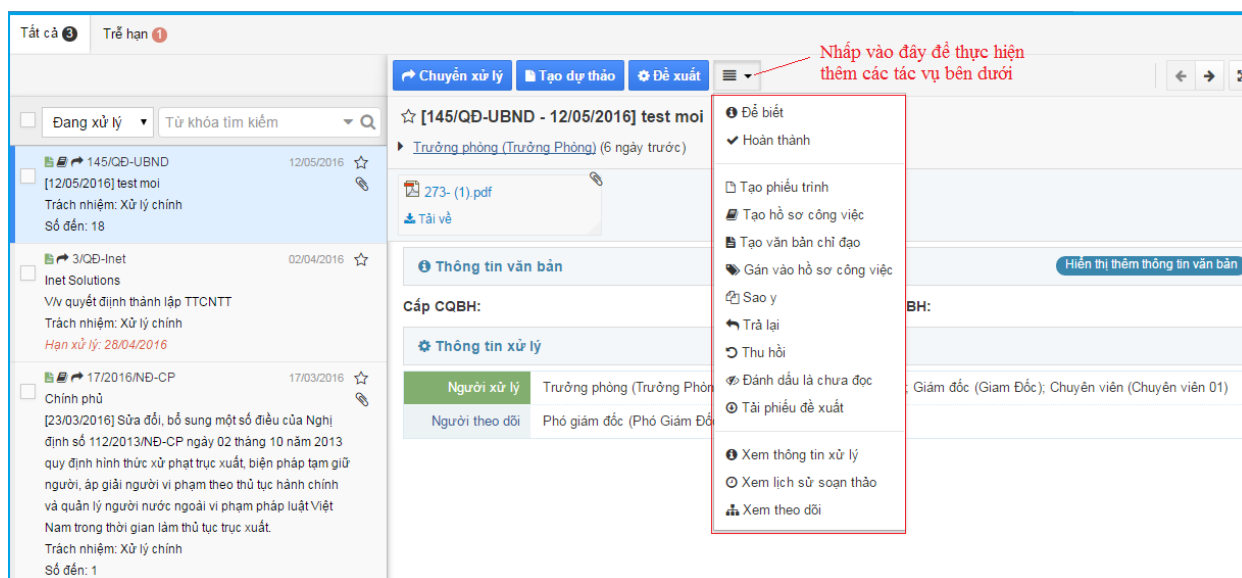 Tất cả 3 Trễ hạn 1
Nhấp vào đây để thực hiện
thêm các tác vụ bên dưới
Chuyển xử lý Tạo dự thảo Đề xuất
Đang xử lý Từ khóa tìm kiếm
145/QĐ-UBND 12/05/2016
[12/05/2016] test moi
Trách nhiệm: Xử lý chính
Số đến: 18
3/QĐ-Inet 02/04/2016
Inet Solutions
V/v quyết điịnh thành lập TTCNTT
Trách nhiệm: Xử lý chính
Hạn xử lý: 28/04/2016
17/2016/NĐ-CP 17/03/2016
Chính phủ
[23/03/2016] Sửa đổi, bổ sung một số điều của Nghị
định số 112/2013/NĐ-CP ngày 02 tháng 10 năm 2013
quy định hình thức xử phạt trục xuất, biện pháp tạm giữ
người, áp giải người vi phạm theo thủ tục hành chính
và quản lý người nước ngoài vi phạm pháp luật Việt
Nam trong thời gian làm thủ tục trục xuất.
Trách nhiệm: Xử lý chính
Số đến: 1
[145/QĐ-UBND - 12/05/2016] test moi
Trưởng phòng (Trưởng Phòng) (6 ngày trước)
273- (1).pdf
Tải về
Thông tin văn bản Hiển thị thêm thông tin văn bản
Cấp CQBH: BH:
Thông tin xử lý
Người xử lý Trưởng phòng (Trưởng Phòn ; Giám đốc (Giam Đốc); Chuyên viên (Chuyên viên 01)
Người theo dõi Phó giám đốc (Phó Giám Đố
Để biết
Hoàn thành
Tạo phiếu trình
Tạo hồ sơ công việc
Tạo văn bản chỉ đạo
Gán vào hồ sơ công việc
Sao y
Trả lại
Thu hồi
Đánh dấu là chưa đọc
Tải phiếu đề xuất
Xem thông tin xử lý
Xem lịch sử soạn thảo
Xem theo dõi